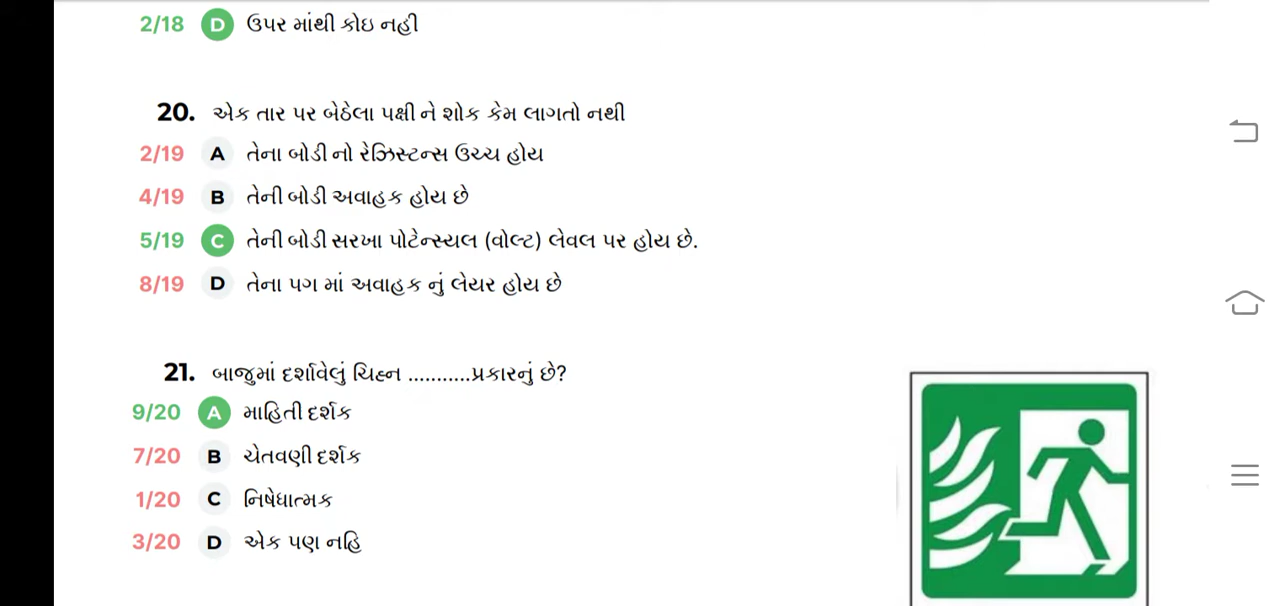 2/18 D ઉપર માંથી કોઇ નહી
20. એક તાર પર બેઠેલા પક્ષી ને શોક કેમ લાગતો નથી
2/19 A તેના બોડી નો રેઝિસ્ટન્સ ઉચ્ચ હોય
4/19 B તેની બોડી અવાહક હોય છે
5/19 C તેની બોડી સરખા પોટેન્સ્યલ (વોલ્ટ) લેવલ પર હોય છે.
8/19 D તેના પગ માં અવાહક નું લેયર હોય છે
21. બાજુમાં દર્શાવેલું ચિહ્ન ...........પ્રકારનું છે?
9/20 A માહિતી દર્શક
7/20 B ચેતવણી દર્શક
1/20 C નિષેધાત્મક
3/20 D એક પણ નહિ